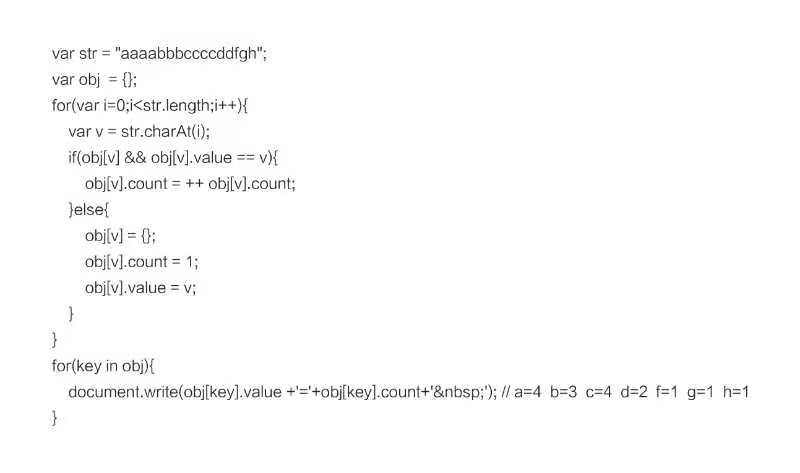 var str = "aaaabbbccccddfgh";
var obj  = {};
for(var i=0;i<str.length;i++){
    var v = str.charAt(i);
    if(obj[v] && obj[v].value == v){
        obj[v].count = ++ obj[v].count;
    }else{
        obj[v] = {};
        obj[v].count = 1;
        obj[v].value = v;
    }
}
for(key in obj){
    document.write(obj[key].value +'='+obj[key].count+'&nbsp;'); // a=4  b=3  c=4  d=2  f=1  g=1  h=1
}